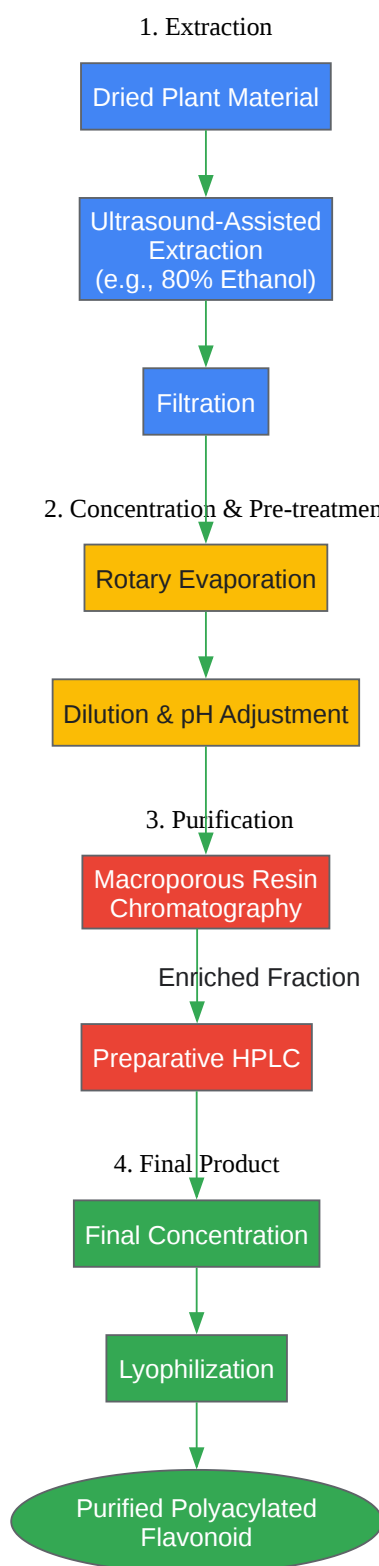 1. Extraction
Dried Plant Material
Ultrasound-Assisted
Extraction
(e.g., 80% Ethanol)
Filtration
2. Concentration & Pre-treatmen
Rotary Evaporation
Dilution & pH Adjustment
3. Purification
Macroporous Resin
Chromatography
Enriched Fraction
Preparative HPLC
4. Final Product
Final Concentration
Lyophilization
Purified Polyacylated
Flavonoid